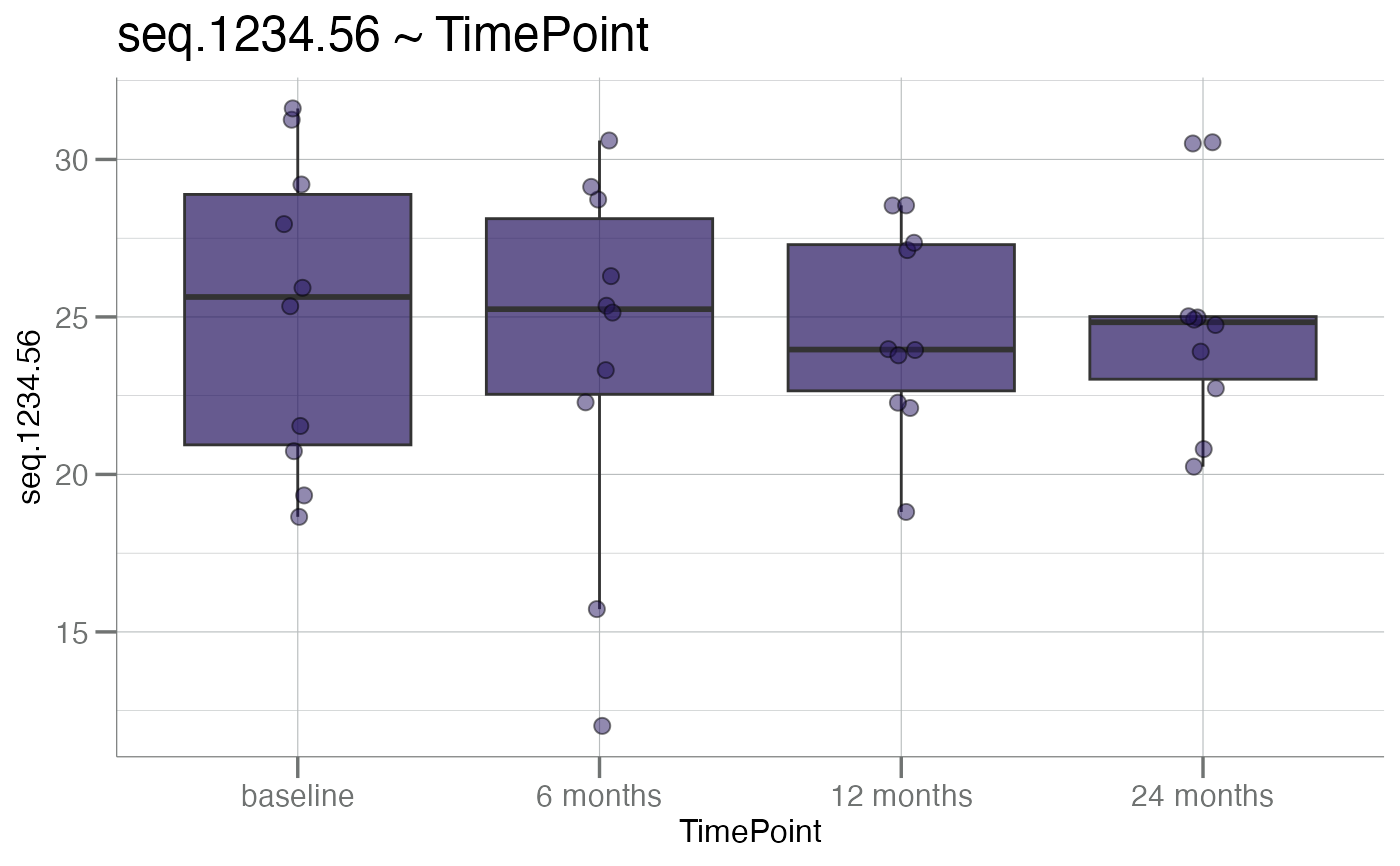 seq.1234.56 ~ TimePoint
seq.1234.56
30
25
20
15
baseline 6 months 12 months 24 months
TimePoint